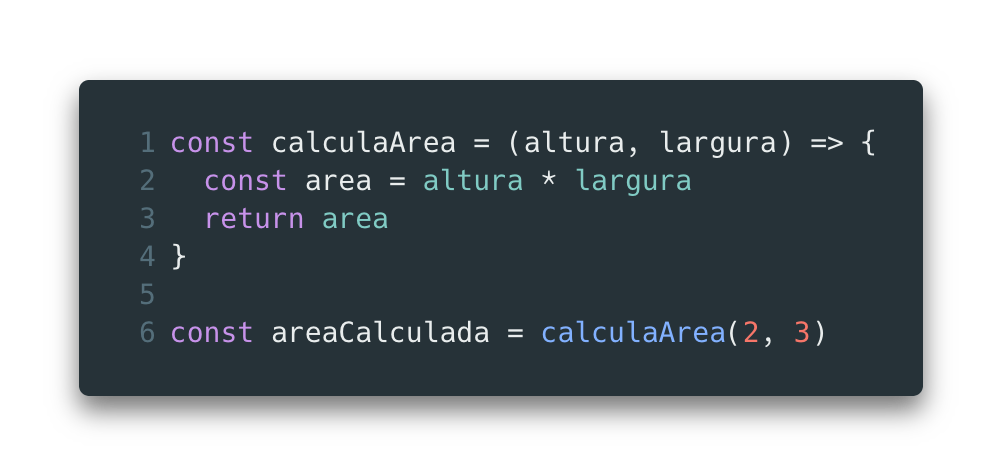 1 const calculaArea = (altura, largura) => {
2   const area = altura * largura
3   return area
4 }
5
6 const areaCalculada = calculaArea(2, 3)